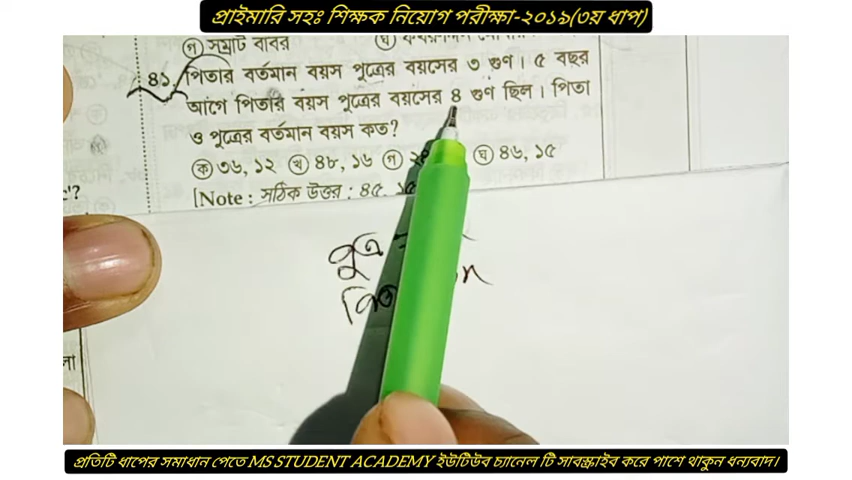 প্রাইমারি সহঃ শিক্ষক নিয়োগ পরীক্ষা-২০১৯(৩য় ধাপ)
গ সম্রাট বাবর ঘ
৪১. পিতার বর্তমান বয়স পুত্রের বয়সের ৩ গুণ। ৫ বছর
আগে পিতার বয়স পুত্রের বয়সের ৪ গুণ ছিল। পিতা
ও পুত্রের বর্তমান বয়স কত?
ক ৩৬, ১২ খ ৪৮, ১৬ গ ঘ ৪৬, ১৫
[Note : সঠিক উত্তর : ৪৫, ১৫
পুত্র
প্রতিটি ধাপের সমাধান পেতে MS STUDENT ACADEMY ইউটিউব চ্যানেল টি সাবস্ক্রাইব করে পাশে থাকুন ধন্যবাদ।